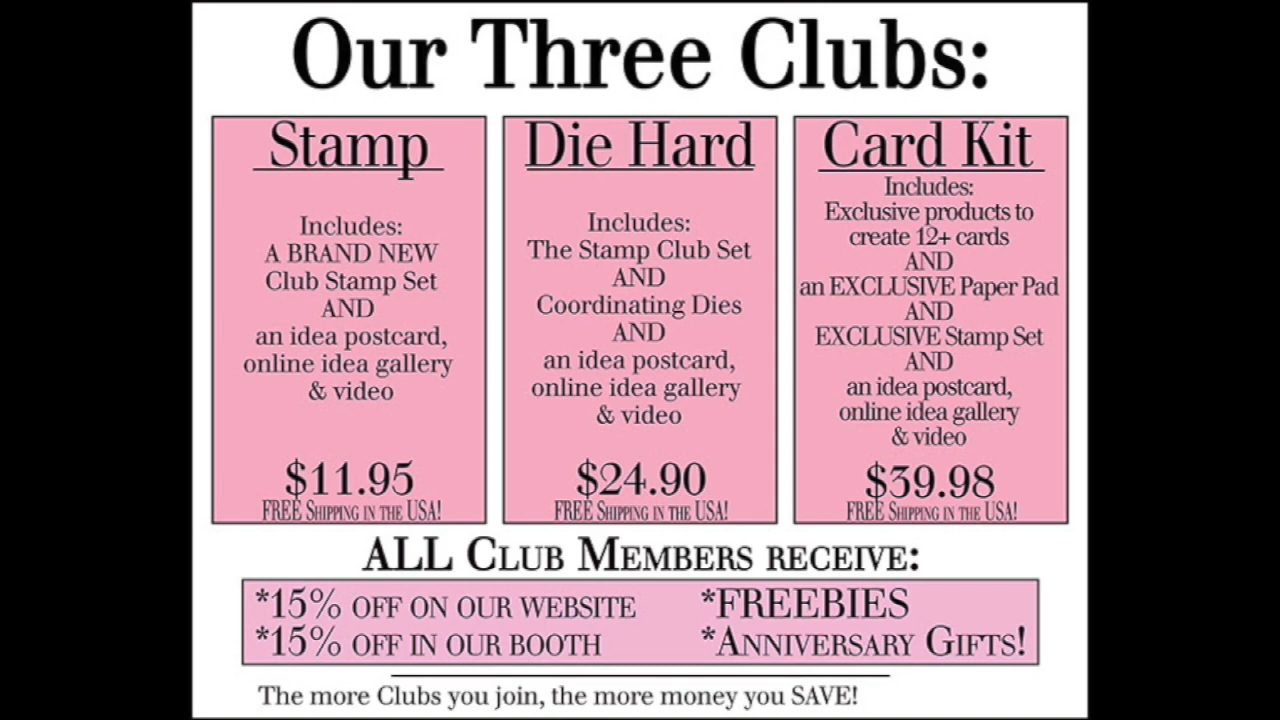 Our Three Clubs:
Stamp
Includes:
A BRAND NEW
Club Stamp Set
AND
an idea postcard,
online idea gallery
& video
$11.95
FREE SHIPPING IN THE USA!
Die Hard
Includes:
The Stamp Club Set
AND
Coordinating Dies
AND
an idea postcard,
online idea gallery
& video
$24.90
FREE SHIPPING IN THE USA!
Card Kit
Includes:
Exclusive products to
create 12+ cards
AND
an EXCLUSIVE Paper Pad
AND
EXCLUSIVE Stamp Set
AND
an idea postcard,
online idea gallery
& video
$39.98
FREE SHIPPING IN THE USA!
ALL CLUB MEMBERS RECEIVE:
*15% OFF ON OUR WEBSITE
*15% OFF IN OUR BOOTH
*FREEBIES
*ANNIVERSARY GIFTS!
The more Clubs you join, the more money you SAVE!